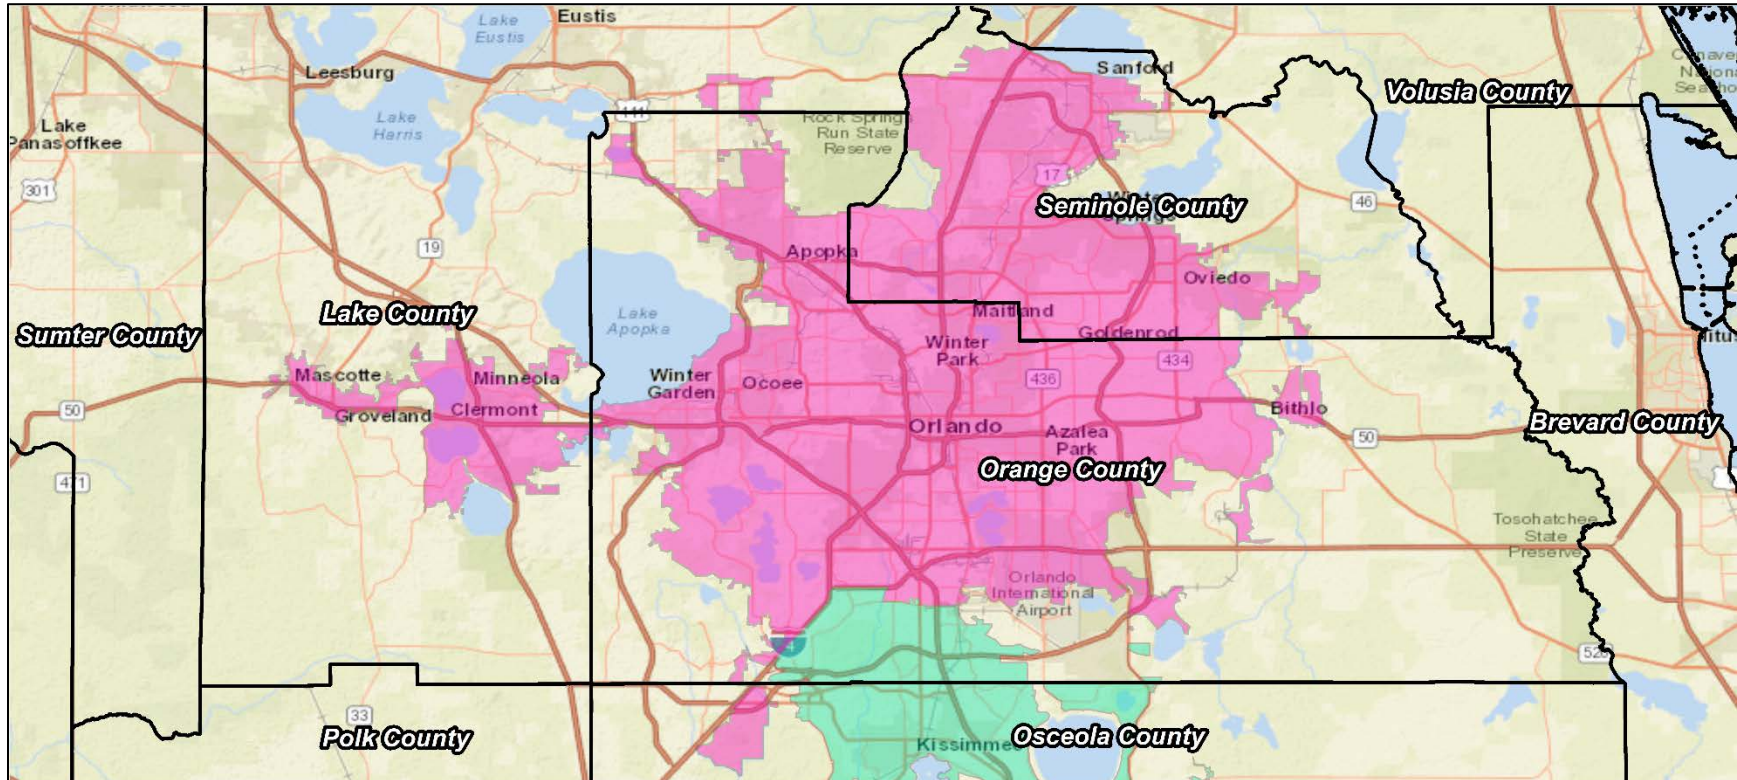 Eustis
Lake
Eustis
Leesburg
Sanford
Volusia County
Lake
Harris
441
Rock Springs
Run State
Reserve
Lake
Panasoffkee
301
17
Winter
Springs
Seminole County
46
19
Apopka
Oviedo
Lake County
Lake
Apopka
Maitland
Sumter County
Goldenrod
Winter
Park
434
436
Mascotte
Minneola
Winter
Garden
Ocoee
50
Groveland
Clermont
Bithlo
Orlando
Azalea
Park
50
Brevard County
Orange County
471
Tosohatchee
State
Preserve
Orlando
International
Airport
520
33
Polk County
Kissimmee
Osceola County